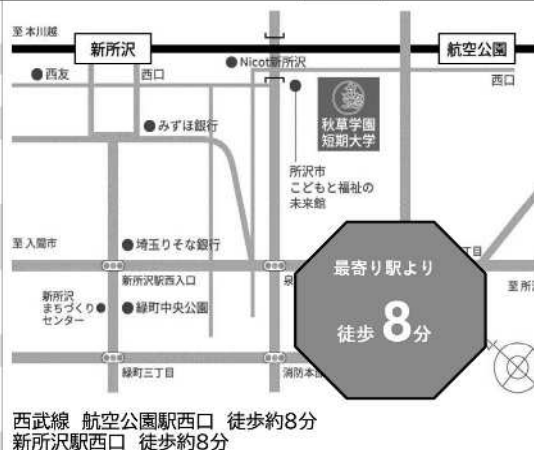 至 本川越
新所沢
航空公園
Nicot新所沢
西友
西口
西口
みずほ銀行
秋草学園
短期大学
所沢市
こどもと福祉の
未来館
至 入間市
埼玉りそな銀行
丁目
最寄り駅より
至 所
新所沢駅西入口
泉
新所沢
まちづくり
センター
緑町中央公園
徒歩 8分
緑町三丁目
消防本
西武線 航空公園駅西口 徒歩約8分
新所沢駅西口 徒歩約8分